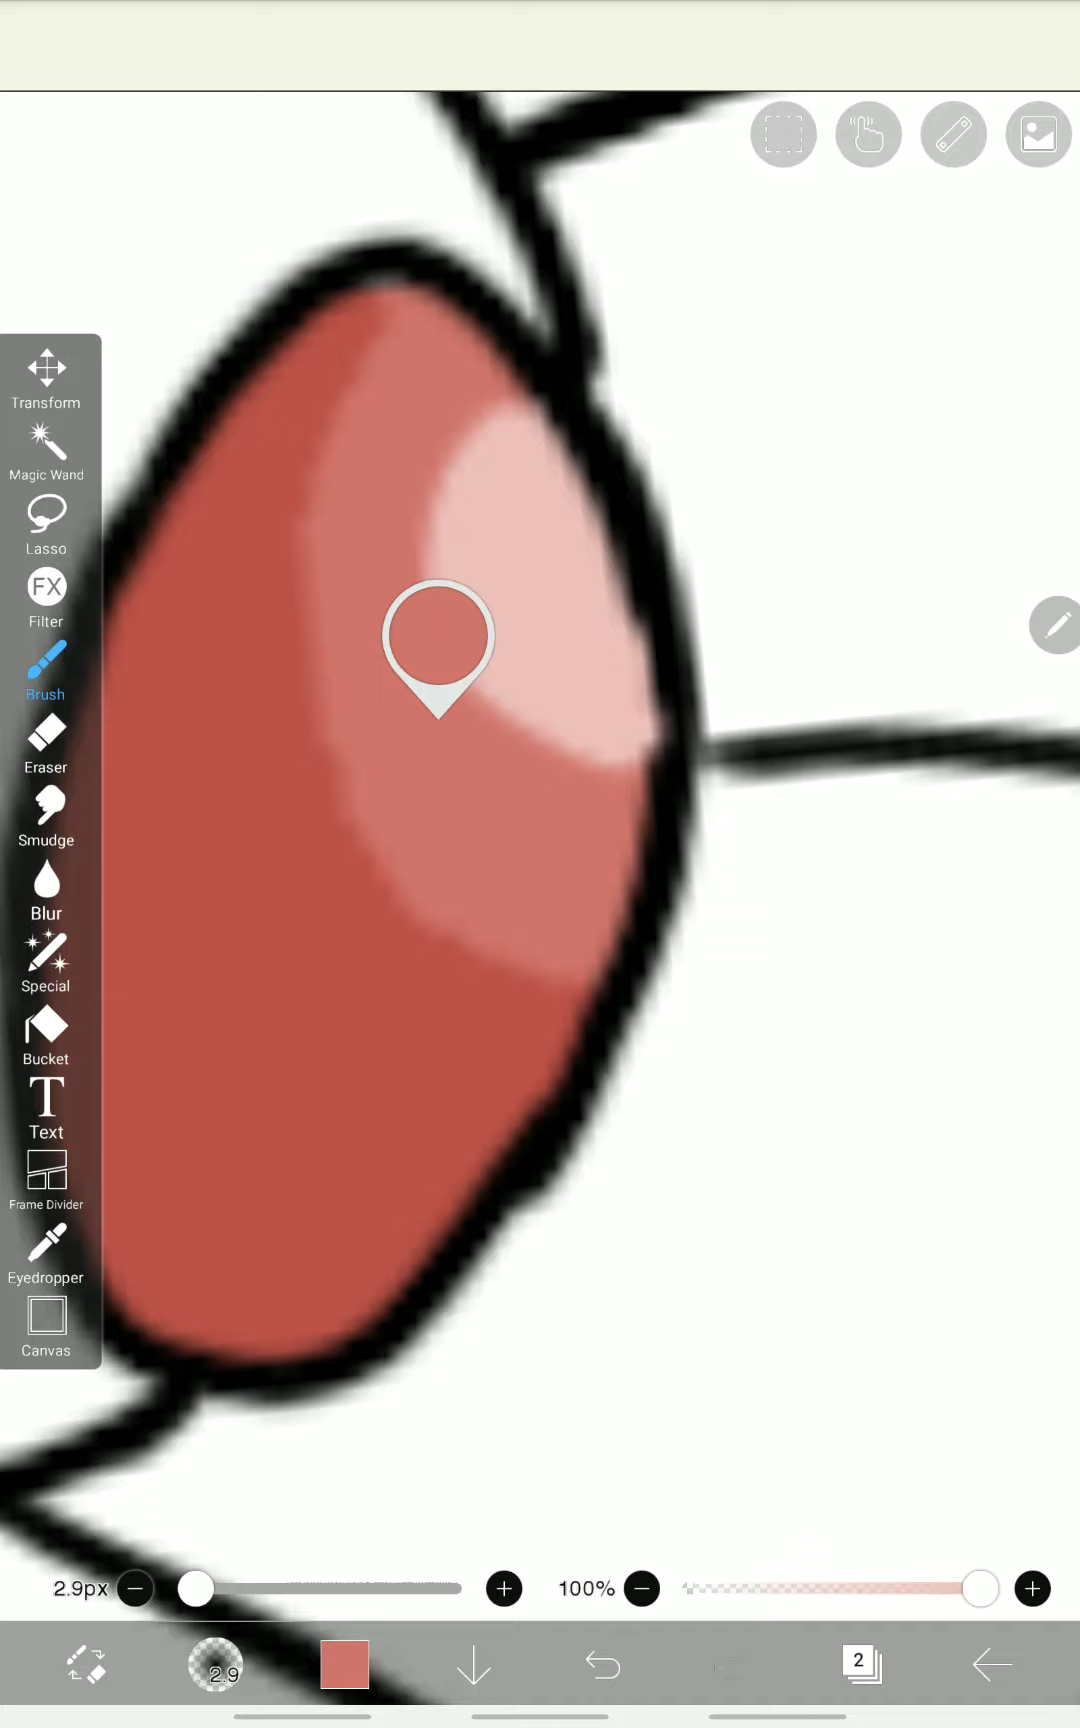 Transform
Magic Wand
Lasso
FX
Filter
Brush
Eraser
Smudge
Blur
Special
Bucket
T
Text
Frame Divider
Eyedropper
Canvas
2.9px
100%
2.9
2